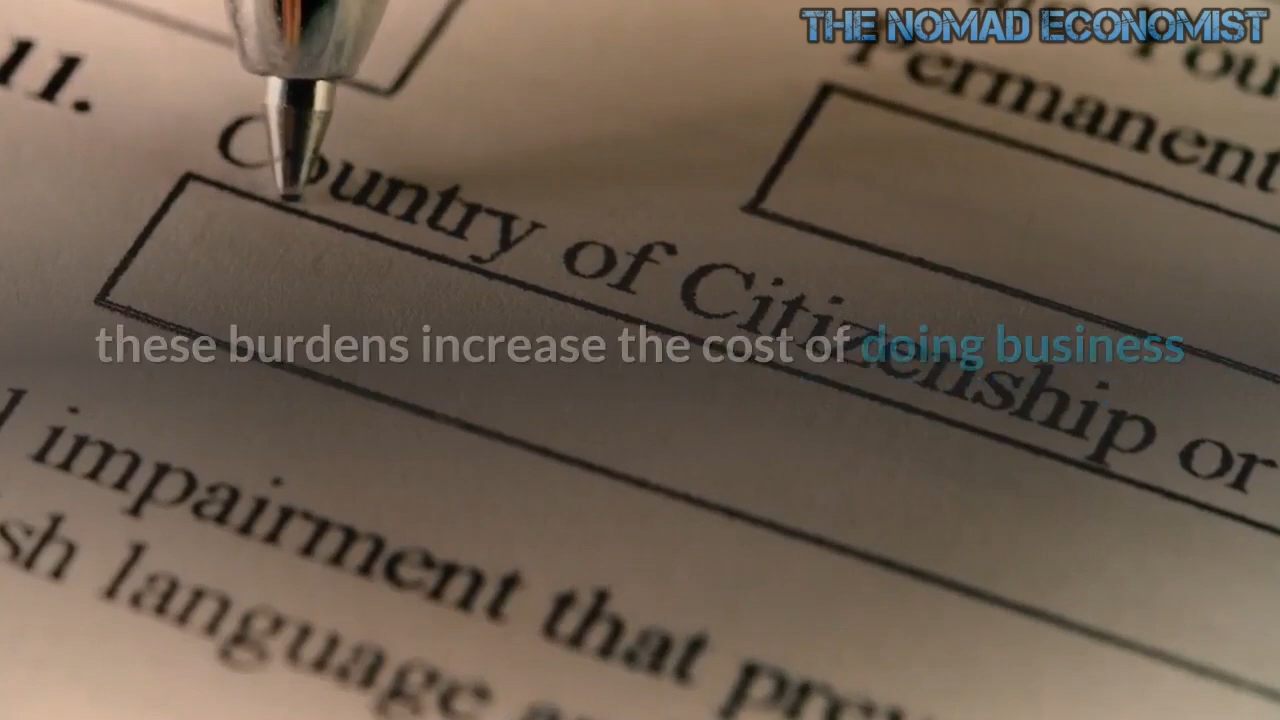 THE NOMAD ECONOMIST
11.
Country of Citizenship or
Permanent
these burdens increase the cost of doing business
impairment that
language